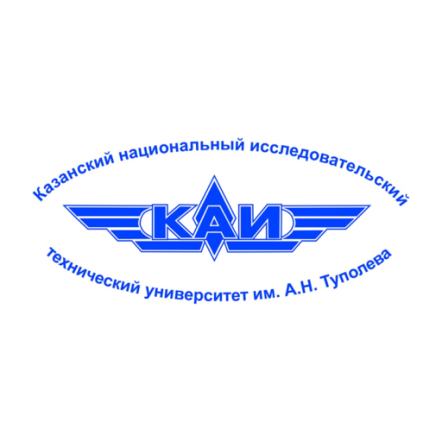 Казанский национальный исследовательский
КАИ
технический университет им. А.Н. Туполева